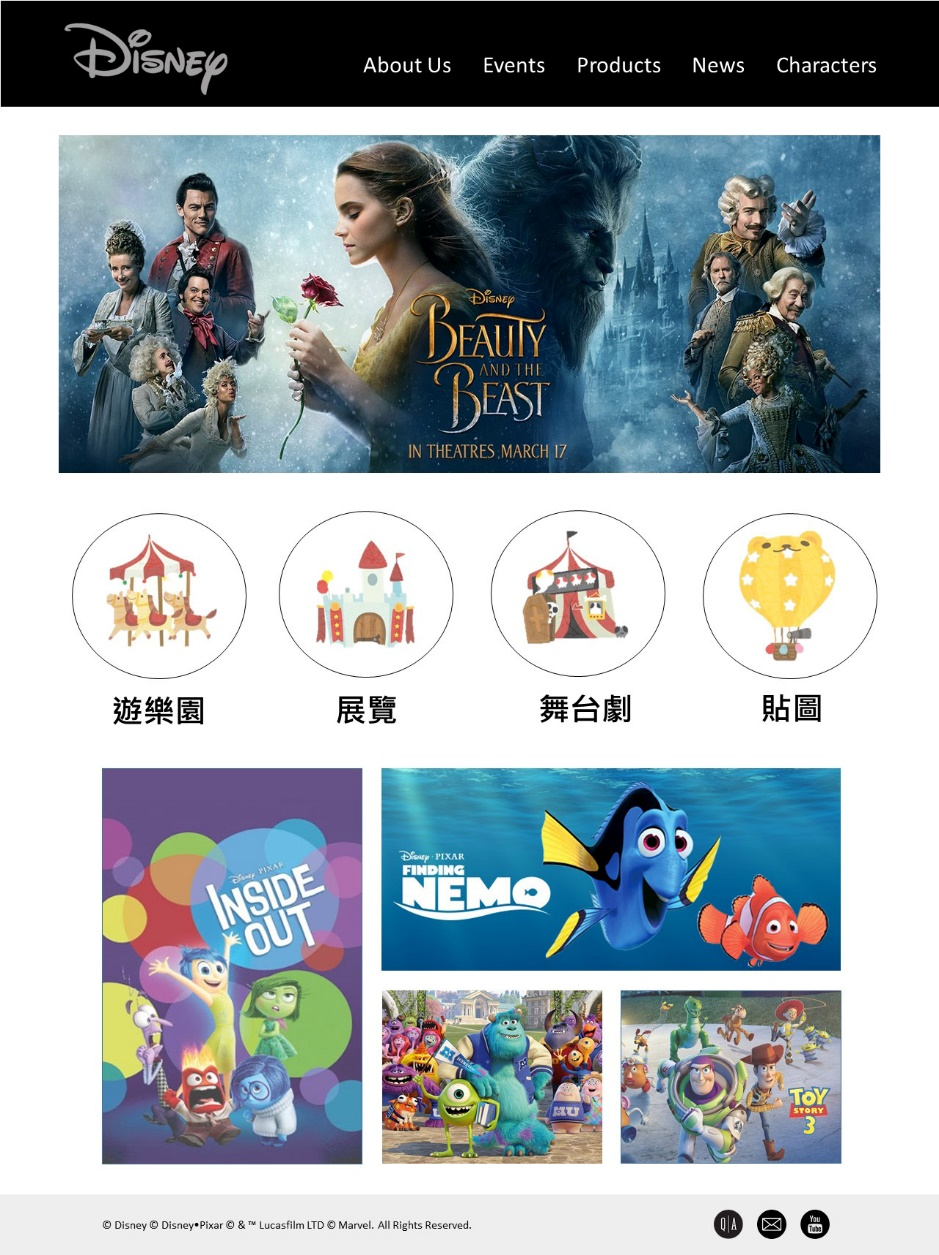 Disney
About Us Events Products News Characters
Disney
BEAUTY
AND THE
BEAST
IN THEATRES MARCH 17
遊樂園 展覽 舞台劇 貼圖
Disney PIXAR
INSIDE
OUT
Disney · PIXAR
FINDING
NEMO
MU
MU
TOY
STORY
3
© Disney © Disney•Pixar © & ™ Lucasfilm LTD © Marvel. All Rights Reserved.
Q|A
You
Tube